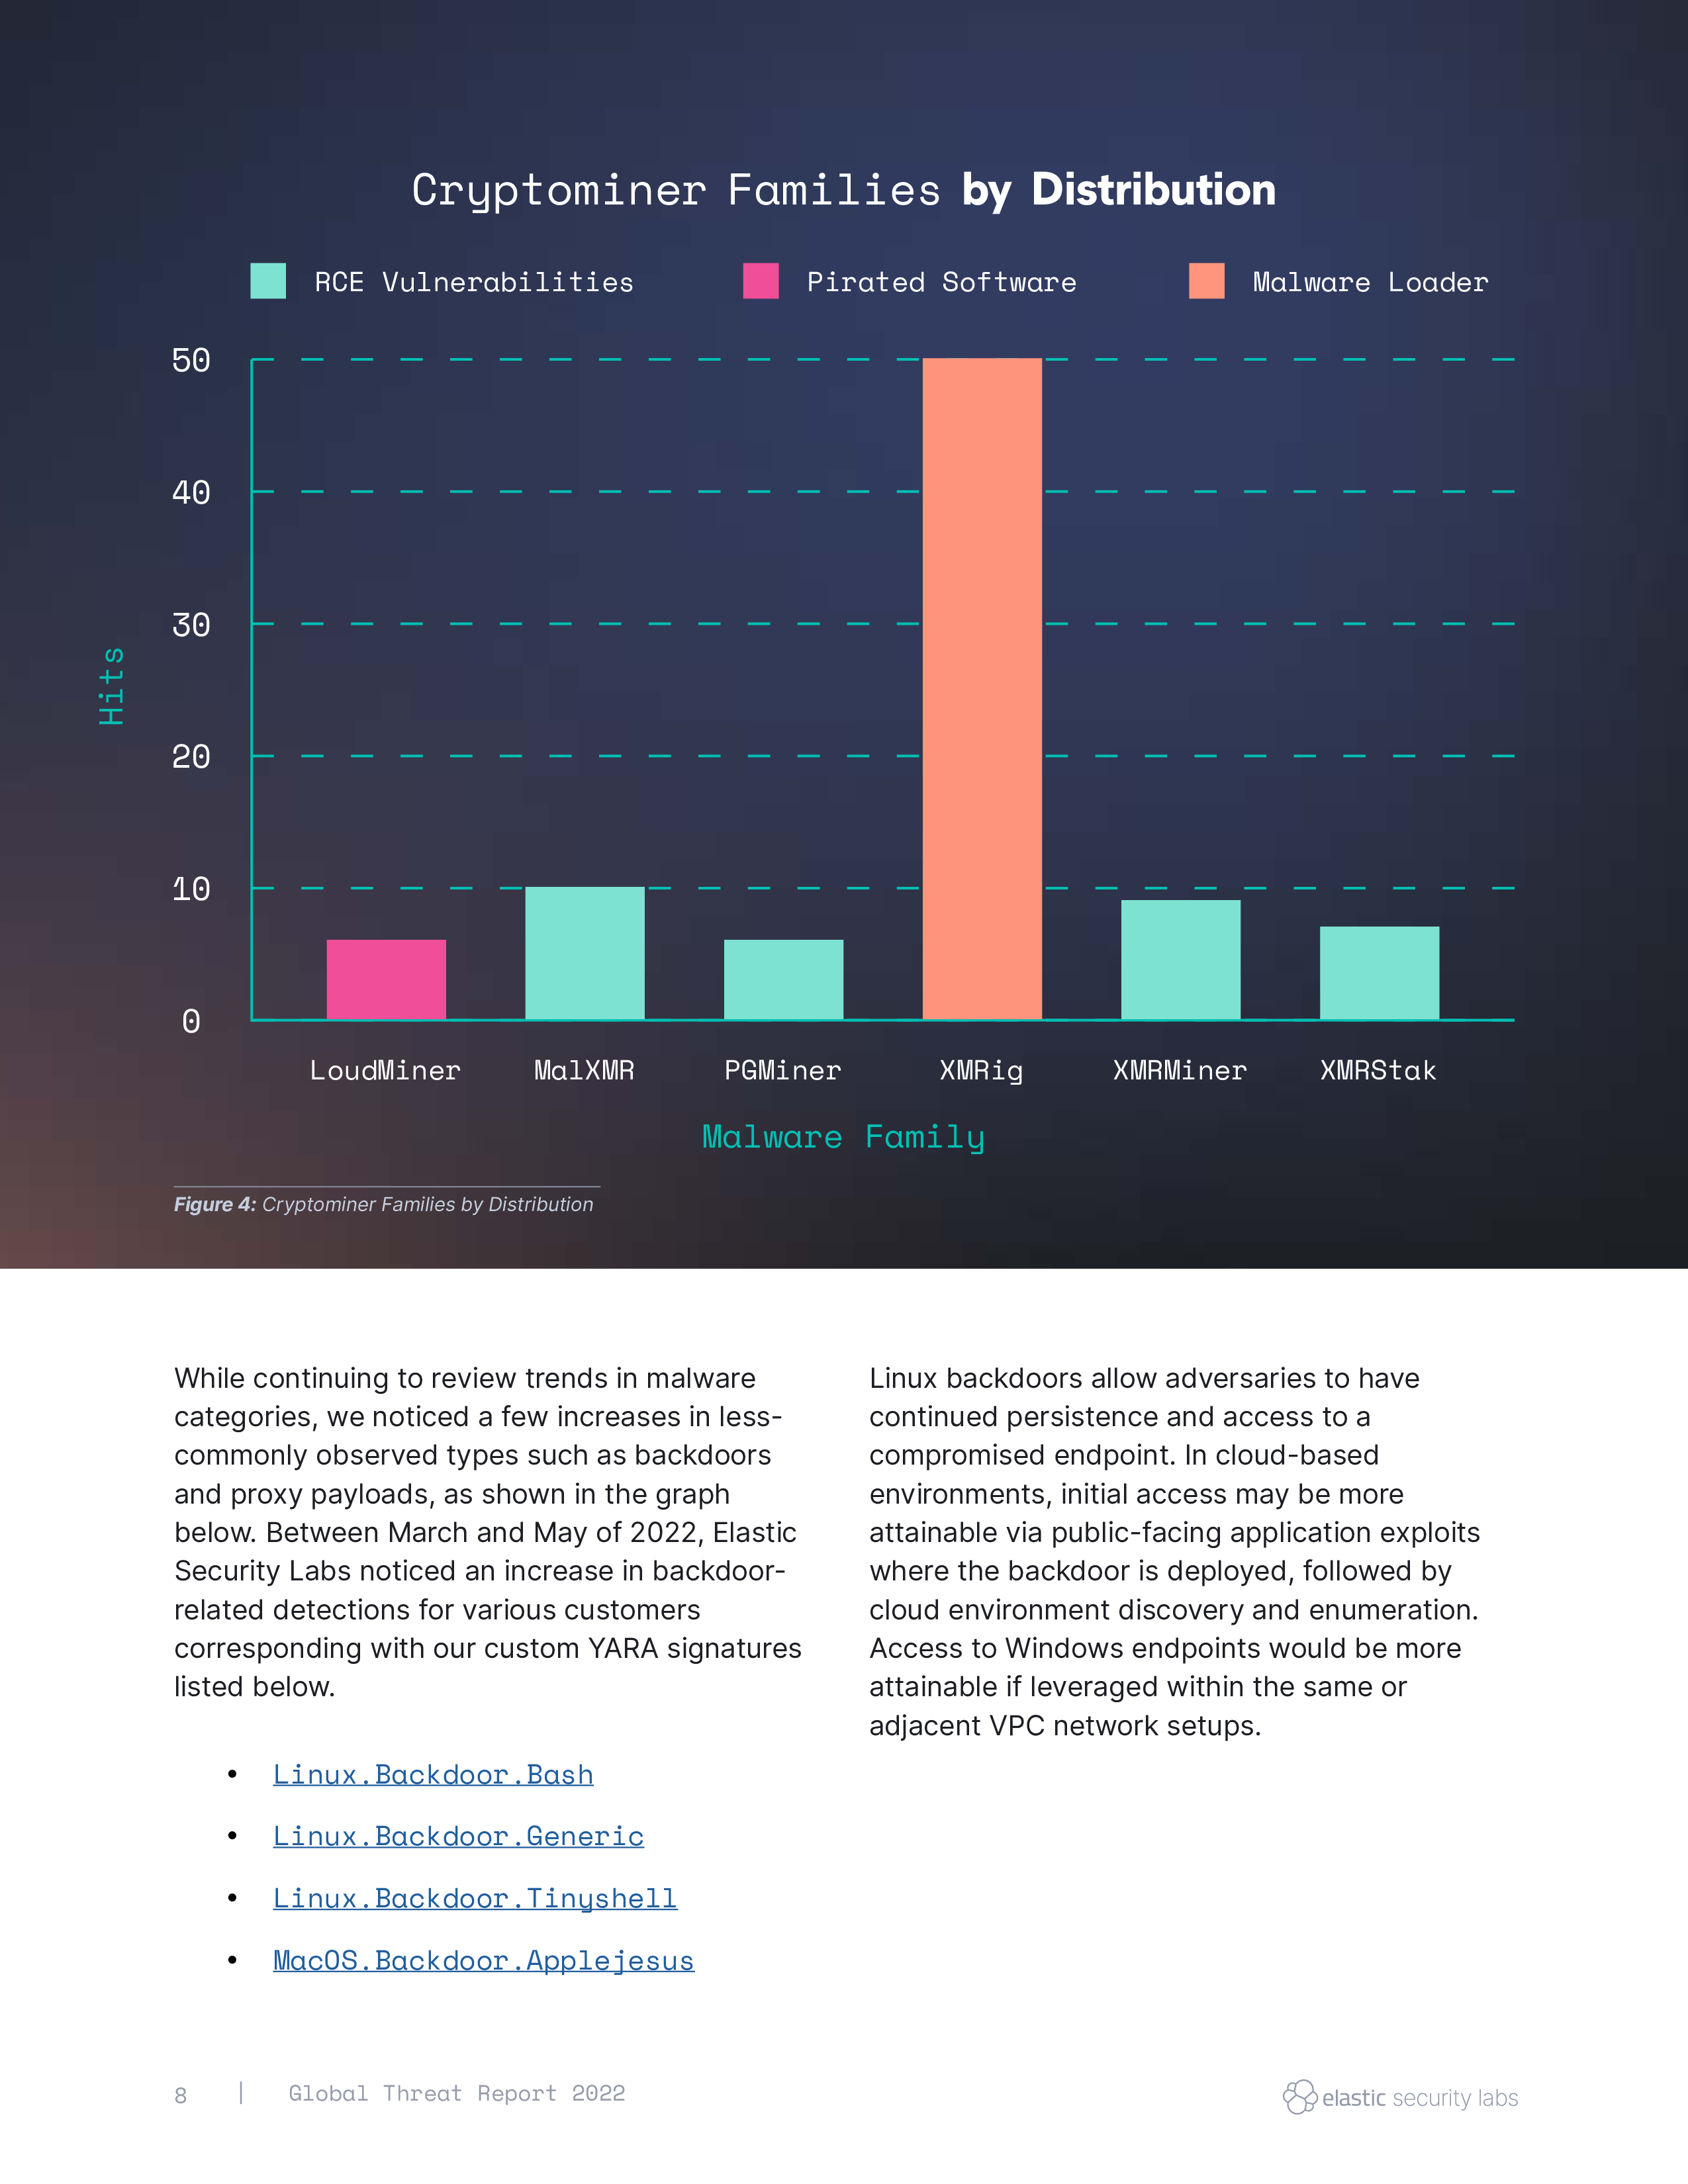 Cryptominer Families by Distribution
RCE Vulnerabilities
Pirated Software
Malware Loader
50
40
30
20
10
0
Hits
LoudMiner
MalXMR
PGMiner
XMRig
XMRMiner
XMRStak
Malware Family
Figure 4: Cryptominer Families by Distribution
While continuing to review trends in malware
categories, we noticed a few increases in less-
commonly observed types such as backdoors
and proxy payloads, as shown in the graph
below. Between March and May of 2022, Elastic
Security Labs noticed an increase in backdoor-
related detections for various customers
corresponding with our custom YARA signatures
listed below.
• Linux.Backdoor.Bash
• Linux.Backdoor.Generic
• Linux.Backdoor.Tinyshell
• MacOS.Backdoor.Applejesus
Linux backdoors allow adversaries to have
continued persistence and access to a
compromised endpoint. In cloud-based
environments, initial access may be more
attainable via public-facing application exploits
where the backdoor is deployed, followed by
cloud environment discovery and enumeration.
Access to Windows endpoints would be more
attainable if leveraged within the same or
adjacent VPC network setups.
8 | Global Threat Report 2022
elastic security labs